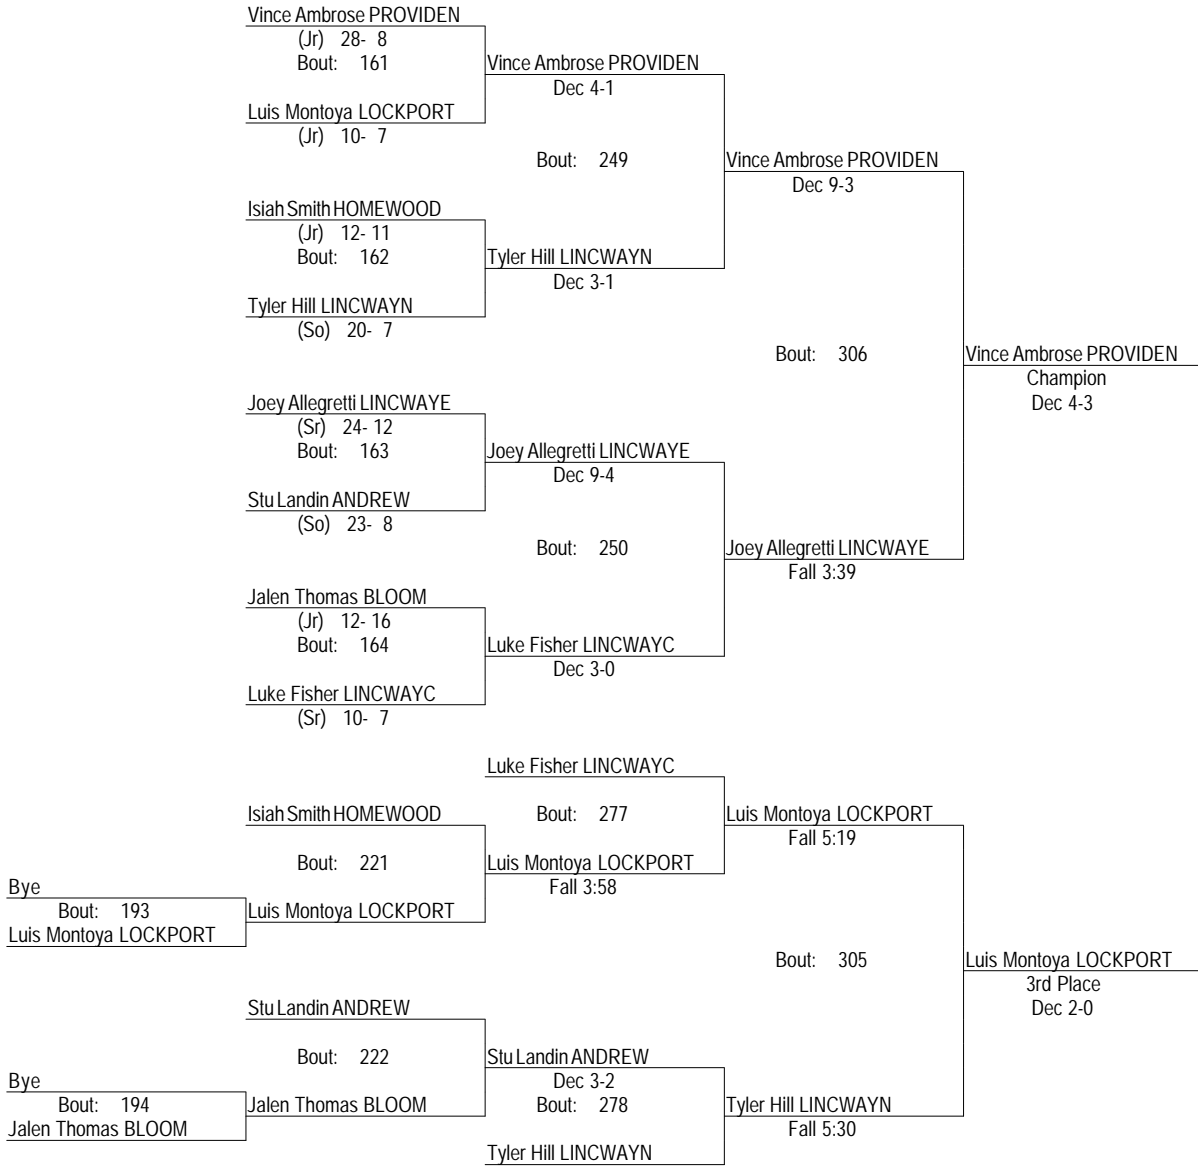 Vince Ambrose PROVIDEN
(Jr) 28- 8
Bout: 161
Vince Ambrose PROVIDEN
Dec 4-1
Luis Montoya LOCKPORT
(Jr) 10- 7
Bout: 249
Vince Ambrose PROVIDEN
Dec 9-3
Isiah Smith HOMEWOOD
(Jr) 12- 11
Bout: 162
Tyler Hill LINCWAYN
Dec 3-1
Tyler Hill LINCWAYN
(So) 20- 7
Bout: 306
Vince Ambrose PROVIDEN
Champion
Dec 4-3
Joey Allegretti LINCWAYE
(Sr) 24- 12
Bout: 163
Joey Allegretti LINCWAYE
Dec 9-4
Stu Landin ANDREW
(So) 23- 8
Bout: 250
Joey Allegretti LINCWAYE
Fall 3:39
Jalen Thomas BLOOM
(Jr) 12- 16
Bout: 164
Luke Fisher LINCWAYC
Dec 3-0
Luke Fisher LINCWAYC
(Sr) 10- 7
Luke Fisher LINCWAYC
Isiah Smith HOMEWOOD
Bout: 277
Luis Montoya LOCKPORT
Fall 5:19
Bout: 221
Luis Montoya LOCKPORT
Fall 3:58
Bye
Bout: 193
Luis Montoya LOCKPORT
Luis Montoya LOCKPORT
Bout: 305
Luis Montoya LOCKPORT
3rd Place
Dec 2-0
Stu Landin ANDREW
Bout: 222
Stu Landin ANDREW
Dec 3-2
Bye
Bout: 194
Jalen Thomas BLOOM
Jalen Thomas BLOOM
Bout: 278
Tyler Hill LINCWAYN
Fall 5:30
Tyler Hill LINCWAYN